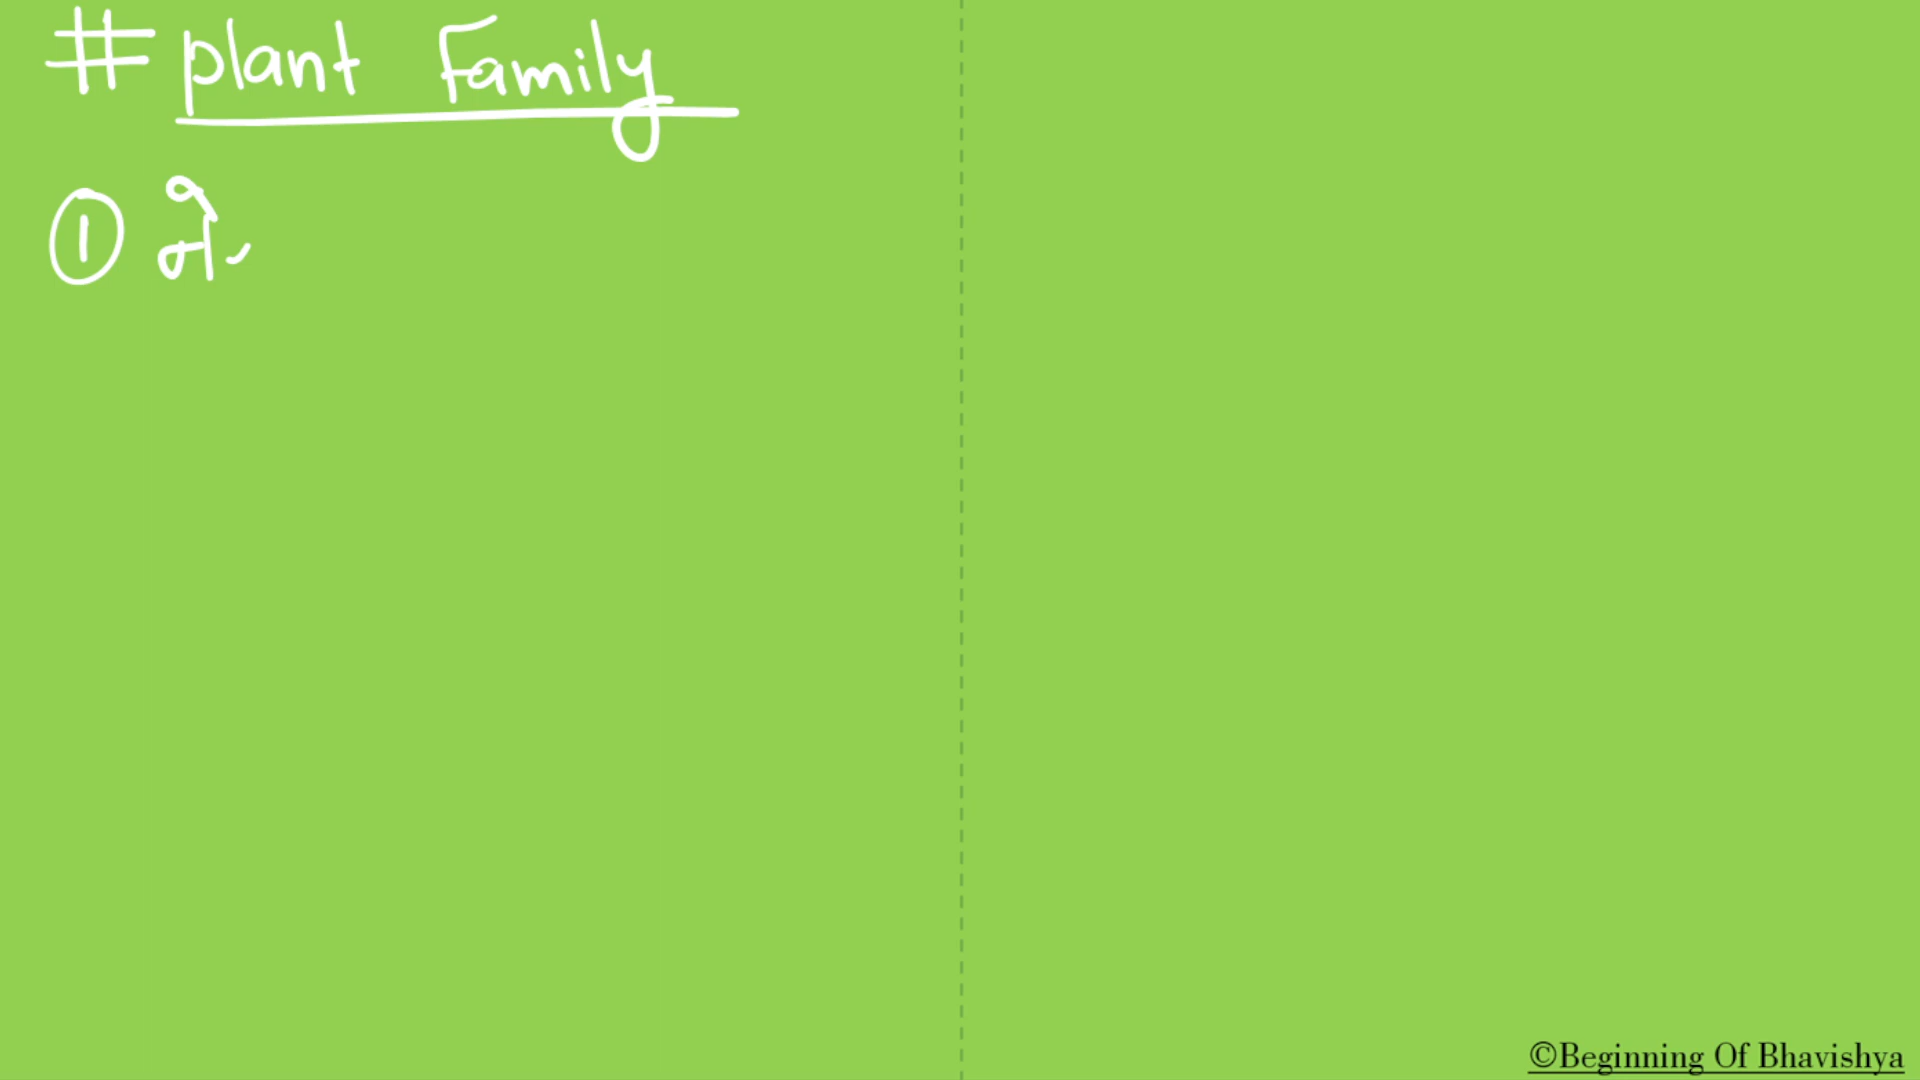 # plant Family
① मे
©Beginning Of Bhavishya